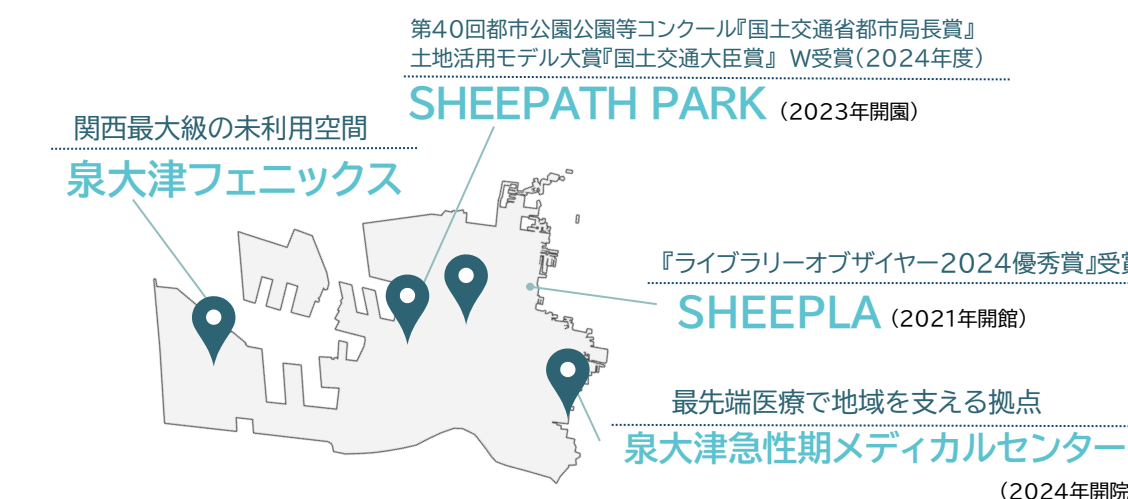 第40回都市公園公園等コンクール『国土交通省都市局長賞』
土地活用モデル大賞『国土交通大臣賞』 W受賞(2024年度)
SHEEPATH PARK (2023年開園)
関西最大級の未利用空間
泉大津フェニックス
『ライブラリーオブザイヤー2024優秀賞』受賞
SHEEPLA (2021年開館)
最先端医療で地域を支える拠点
泉大津急性期メディカルセンター
(2024年開院